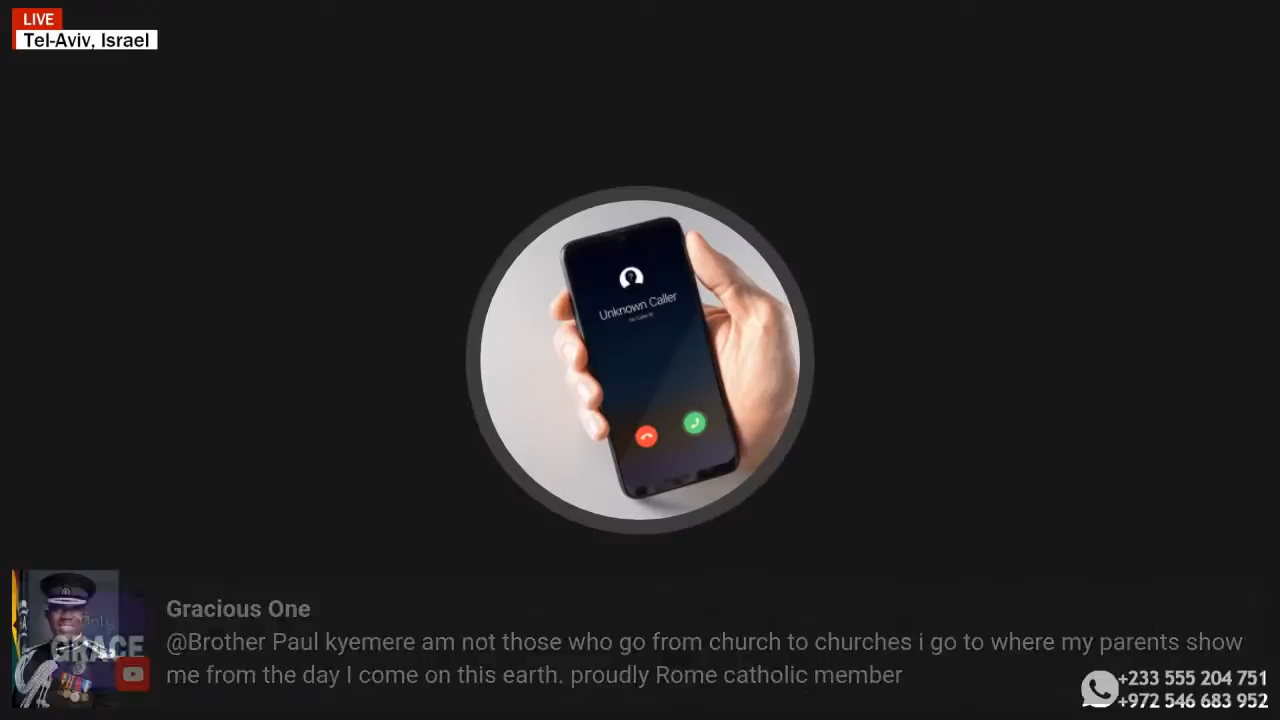 LIVE
Tel-Aviv, Israel
Unknown Caller
Gracious One
@Brother Paul kyemere am not those who go from church to churches i go to where my parents show
me from the day I come on this earth. proudly Rome catholic member
GRACE
+233 555 204 751
+972 546 683 952